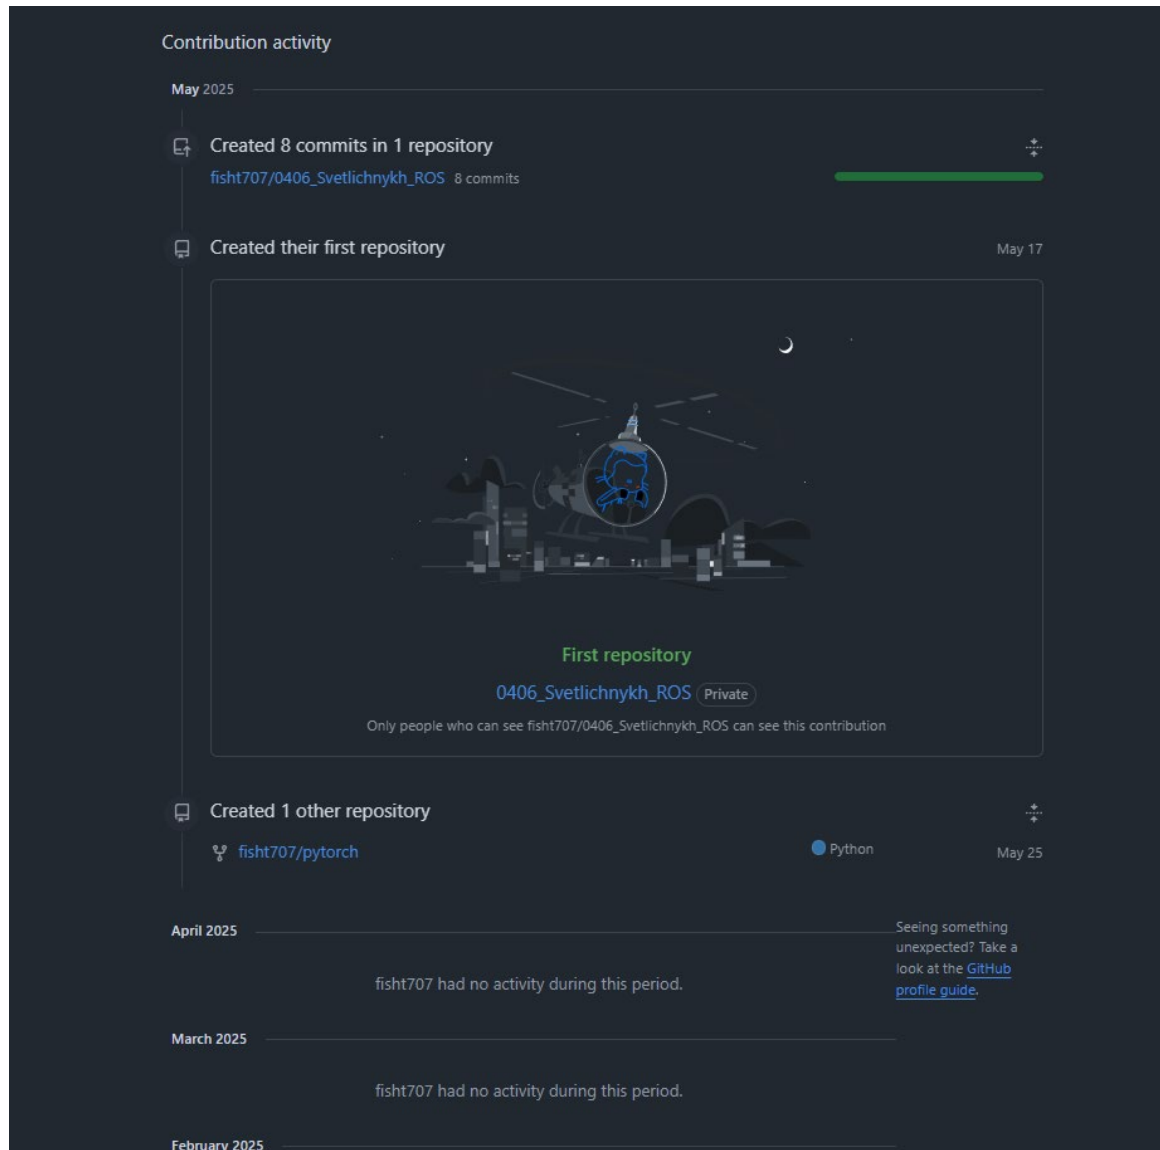 Contribution activity
May 2025
Created 8 commits in 1 repository
fisht707/0406_Svetlichnykh_ROS 8 commits
Created their first repository May 17
First repository
0406_Svetlichnykh_ROS Private
Only people who can see fisht707/0406_Svetlichnykh_ROS can see this contribution
Created 1 other repository
fisht707/pytorch Python May 25
April 2025
Seeing something
unexpected? Take a
look at the GitHub
profile guide.
fisht707 had no activity during this period.
March 2025
fisht707 had no activity during this period.
February 2025